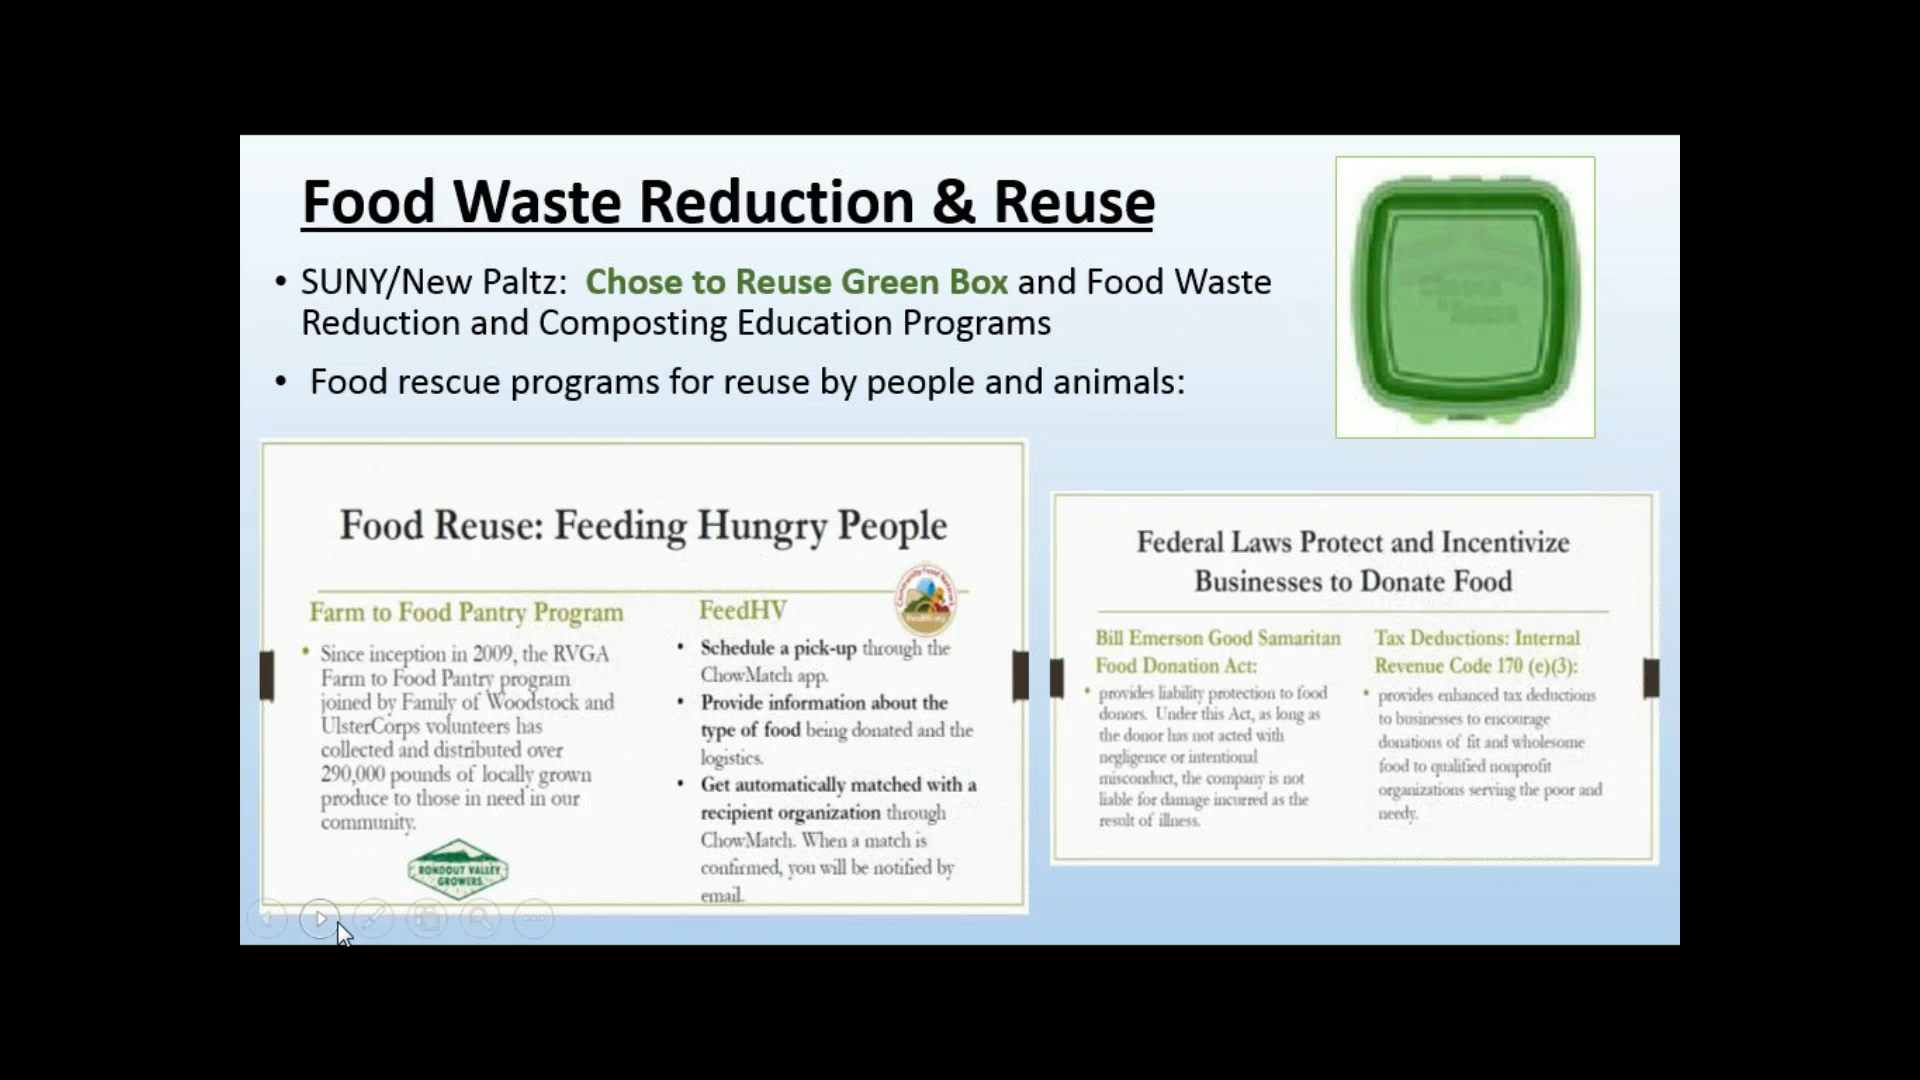 Food Waste Reduction & Reuse
• SUNY/New Paltz: Chose to Reuse Green Box and Food Waste
Reduction and Composting Education Programs
• Food rescue programs for reuse by people and animals:
Food Reuse: Feeding Hungry People
Farm to Food Pantry Program
• Since inception in 2009, the RVGA
Farm to Food Pantry program
joined by Family of Woodstock and
UlsterCorps volunteers has
collected and distributed over
290,000 pounds of locally grown
produce to those in need in our
community.
RONDOUT VALLEY
GROWERS
FeedHV
• Schedule a pick-up through the
ChowMatch app.
• Provide information about the
type of food being donated and the
logistics.
• Get automatically matched with a
recipient organization through
ChowMatch. When a match is
confirmed, you will be notified by
email.
Federal Laws Protect and Incentivize
Businesses to Donate Food
Bill Emerson Good Samaritan
Food Donation Act:
• provides liability protection to food
donors. Under this Act, as long as
the donor has not acted with
negligence or intentional
misconduct, the company is not
liable for damage incurred as the
result of illness.
Tax Deductions: Internal
Revenue Code 170 (e)(3):
• provides enhanced tax deductions
to businesses to encourage
donations of fit and wholesome
food to qualified nonprofit
organizations serving the poor and
needy.